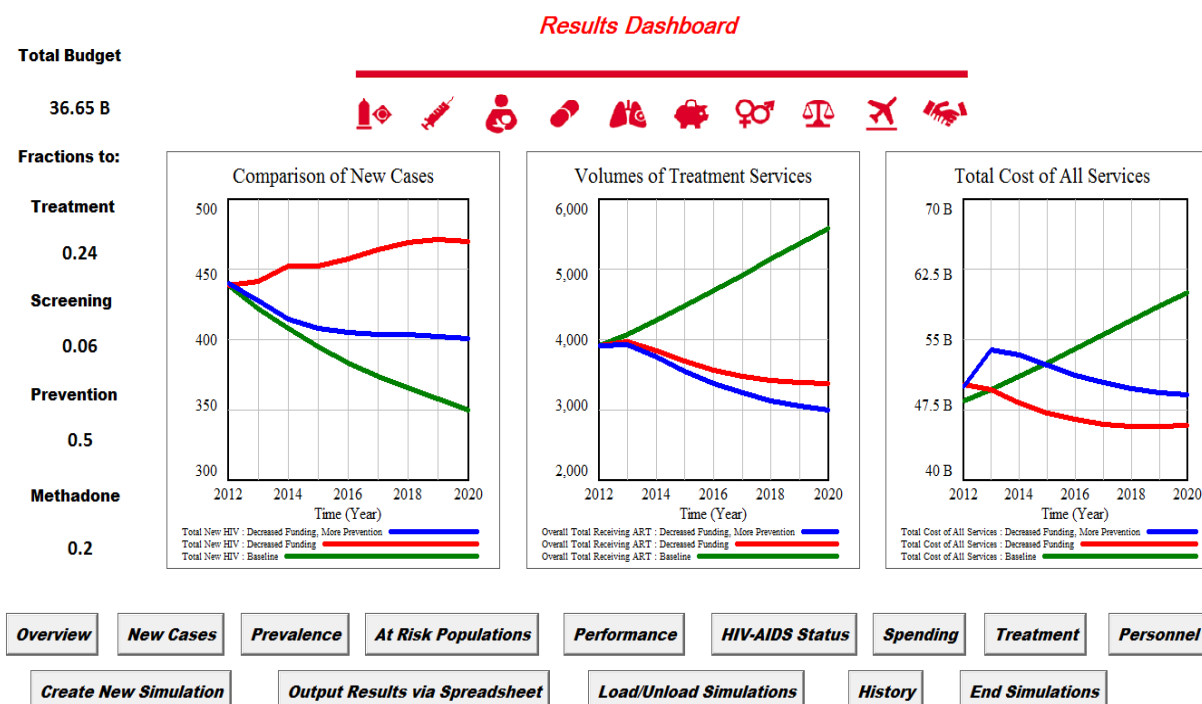 Results Dashboard
Total Budget
36.65 B
Fractions to:
Treatment
0.24
Screening
0.06
Prevention
0.5
Methadone
0.2
Comparison of New Cases
500
450
400
350
300
2012 2014 2016 2018 2020
Time (Year)
Total New HIV : Decreased Funding, More Prevention
Total New HIV : Decreased Funding
Total New HIV : Baseline
Volumes of Treatment Services
6,000
5,000
4,000
3,000
2,000
2012 2014 2016 2018 2020
Time (Year)
Overall Total Receiving ART : Decreased Funding, More Prevention
Overall Total Receiving ART : Decreased Funding
Overall Total Receiving ART : Baseline
Total Cost of All Services
70 B
62.5 B
55 B
47.5 B
40 B
2012 2014 2016 2018 2020
Time (Year)
Total Cost of All Services : Decreased Funding, More Prevention
Total Cost of All Services : Decreased Funding
Total Cost of All Services : Baseline
Overview New Cases Prevalence At Risk Populations Performance HIV-AIDS Status Spending Treatment Personnel
Create New Simulation Output Results via Spreadsheet Load/Unload Simulations History End Simulations